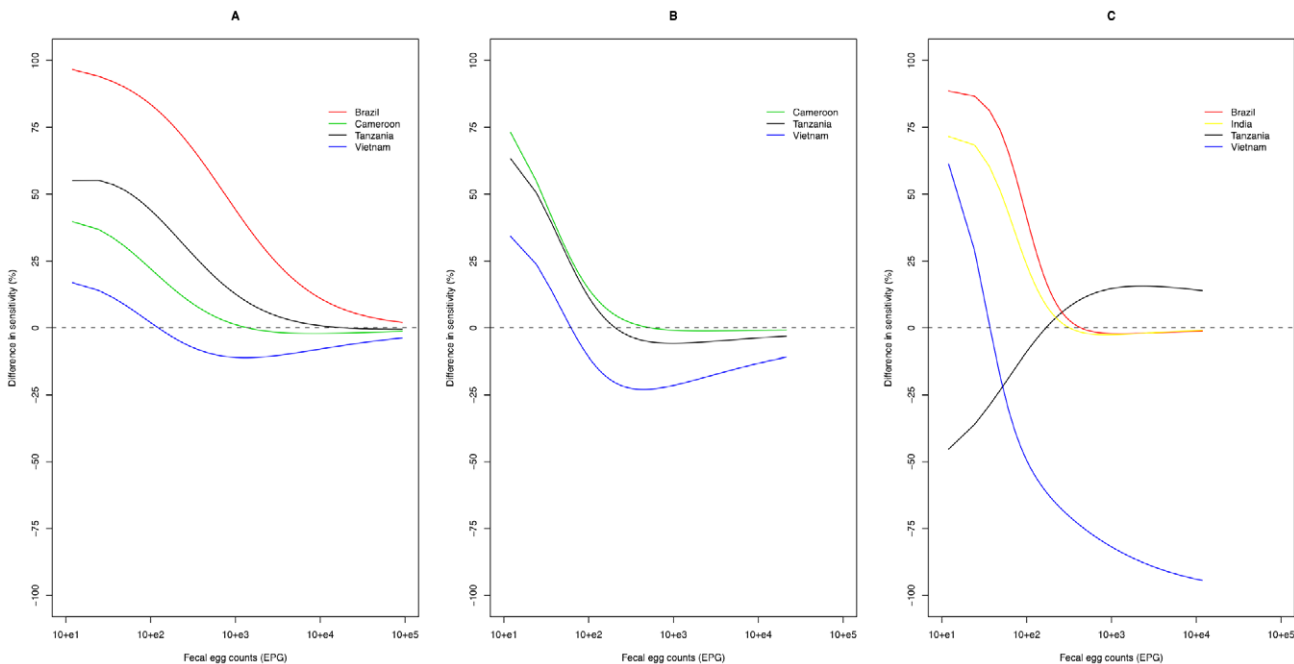 A
Difference in sensitivity (%)
100
75
50
25
0
−25
−50
−75
−100
Brazil
Cameroon
Tanzania
Vietnam
10+e1
10+e2
10+e3
10+e4
10+e5
Fecal egg counts (EPG)
B
Difference in sensitivity (%)
100
75
50
25
0
−25
−50
−75
−100
Cameroon
Tanzania
Vietnam
10+e1
10+e2
10+e3
10+e4
10+e5
Fecal egg counts (EPG)
C
Difference in sensitivity (%)
100
75
50
25
0
−25
−50
−75
−100
Brazil
India
Tanzania
Vietnam
10+e1
10+e2
10+e3
10+e4
10+e5
Fecal egg counts (EPG)